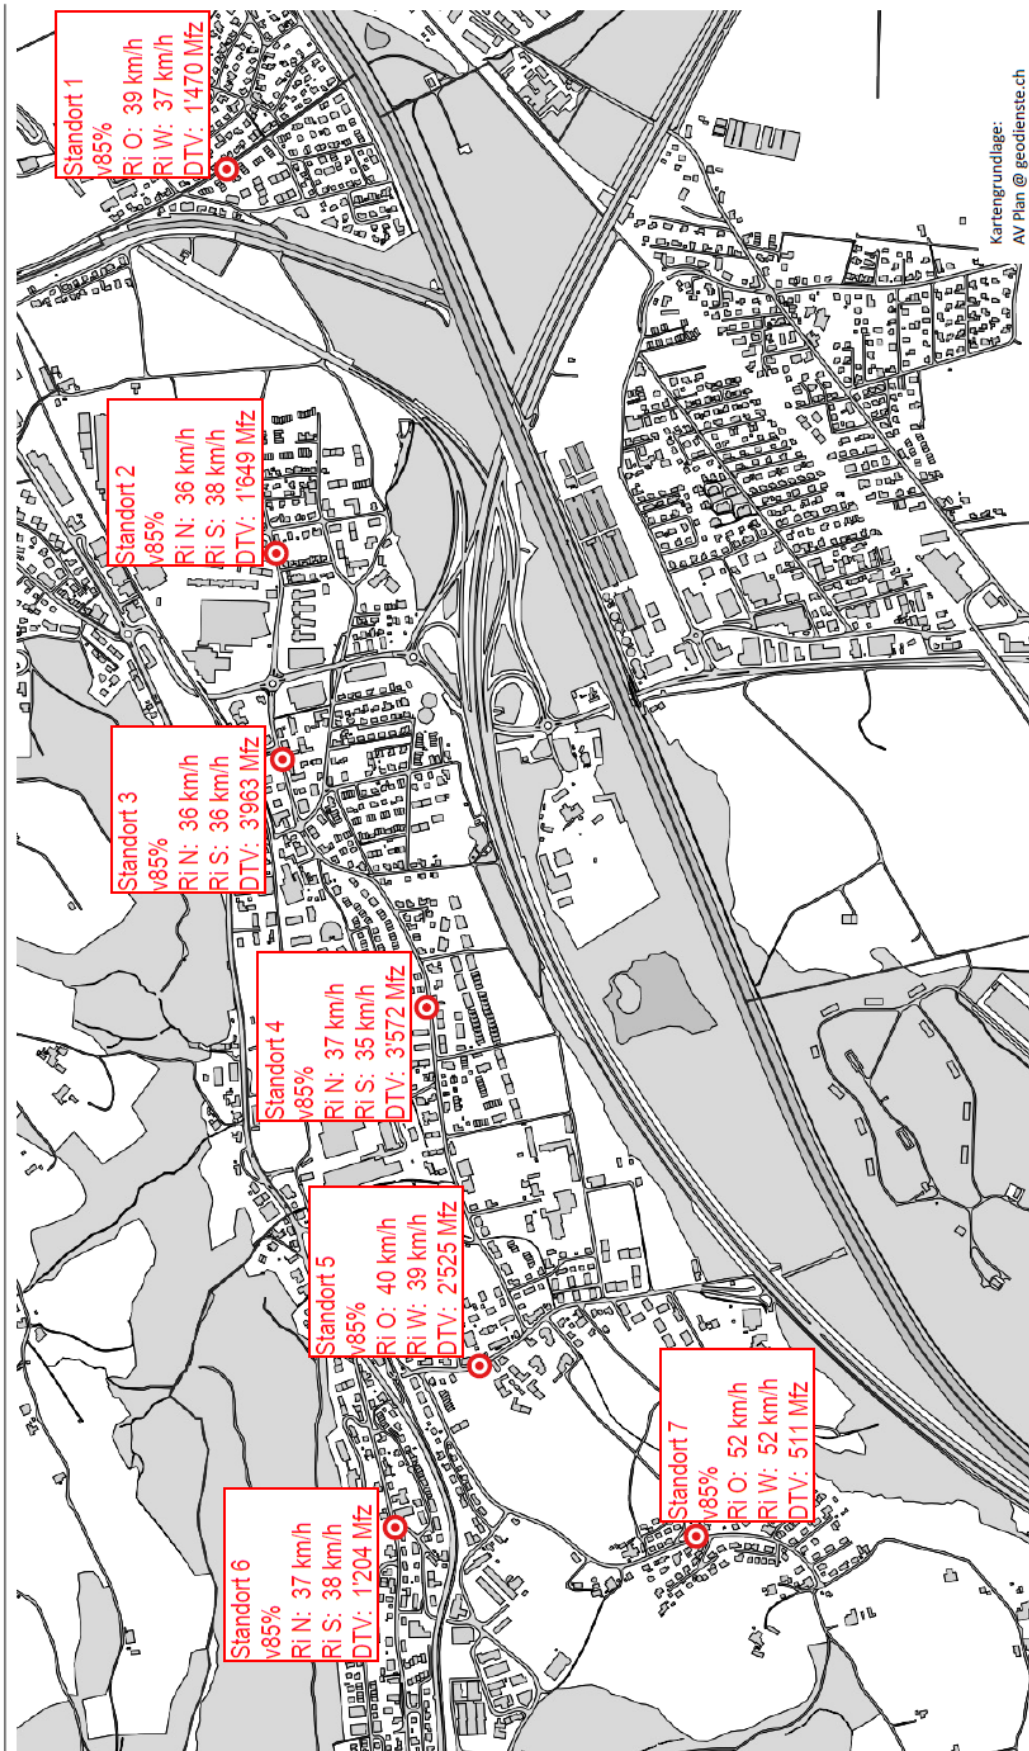 Standort 1
v85%
Ri O: 39 km/h
Ri W: 37 km/h
DTV: 1'470 Mfz
Standort 2
v85%
Ri N: 36 km/h
Ri S: 38 km/h
DTV: 1'649 Mfz
Standort 3
v85%
Ri N: 36 km/h
Ri S: 36 km/h
DTV: 3'963 Mfz
Standort 4
v85%
Ri N: 37 km/h
Ri S: 35 km/h
DTV: 3'572 Mfz
Standort 5
v85%
Ri O: 40 km/h
Ri W: 39 km/h
DTV: 2'525 Mfz
Standort 6
v85%
Ri N: 37 km/h
Ri S: 38 km/h
DTV: 1'204 Mfz
Standort 7
v85%
Ri O: 52 km/h
Ri W: 52 km/h
DTV: 511 Mfz
Kartengrundlage:
AV Plan @ geodienste.ch